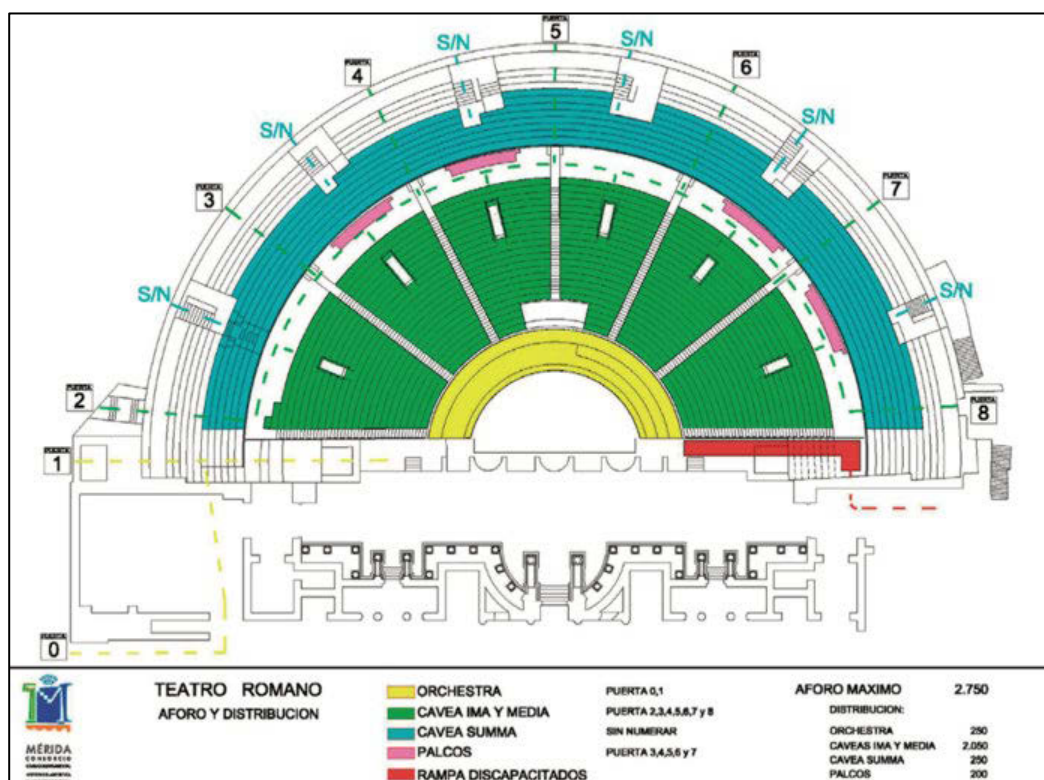 PUERTA 5
S/N
S/N
PUERTA 4
PUERTA 6
S/N
S/N
PUERTA 3
PUERTA 7
S/N
S/N
PUERTA 2
PUERTA 8
PUERTA 1
PUERTA 0
TEATRO ROMANO
AFORO Y DISTRIBUCION
MÉRIDA
CONSORCIO
ORCHESTRA PUERTA 0,1
CAVEA IMA Y MEDIA PUERTA 2,3,4,5,6,7 y 8
CAVEA SUMMA SIN NUMERAR
PALCOS PUERTA 3,4,5,6 y 7
RAMPA DISCAPACITADOS
AFORO MAXIMO 2.750
DISTRIBUCION:
ORCHESTRA 250
CAVEAS IMA Y MEDIA 2.050
CAVEA SUMMA 250
PALCOS 200